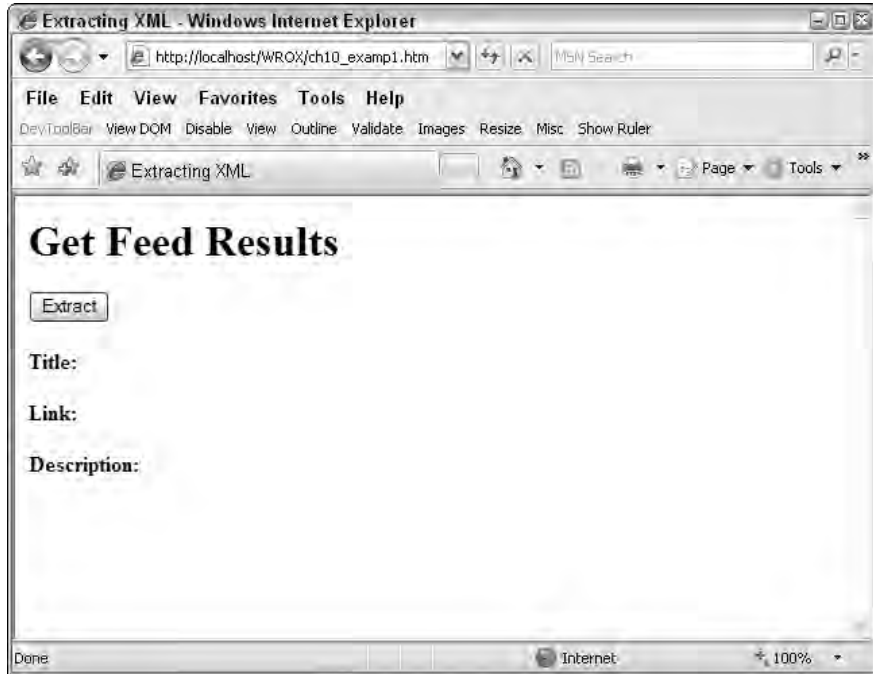 Extracting XML - Windows Internet Explorer
http://localhost/WROX/ch10_examp1.htm MSN Search
File Edit View Favorites Tools Help
DevToolBar View DOM Disable View Outline Validate Images Resize Misc Show Ruler
Extracting XML Page Tools »
Get Feed Results
Extract
Title:
Link:
Description:
Done Internet 100%